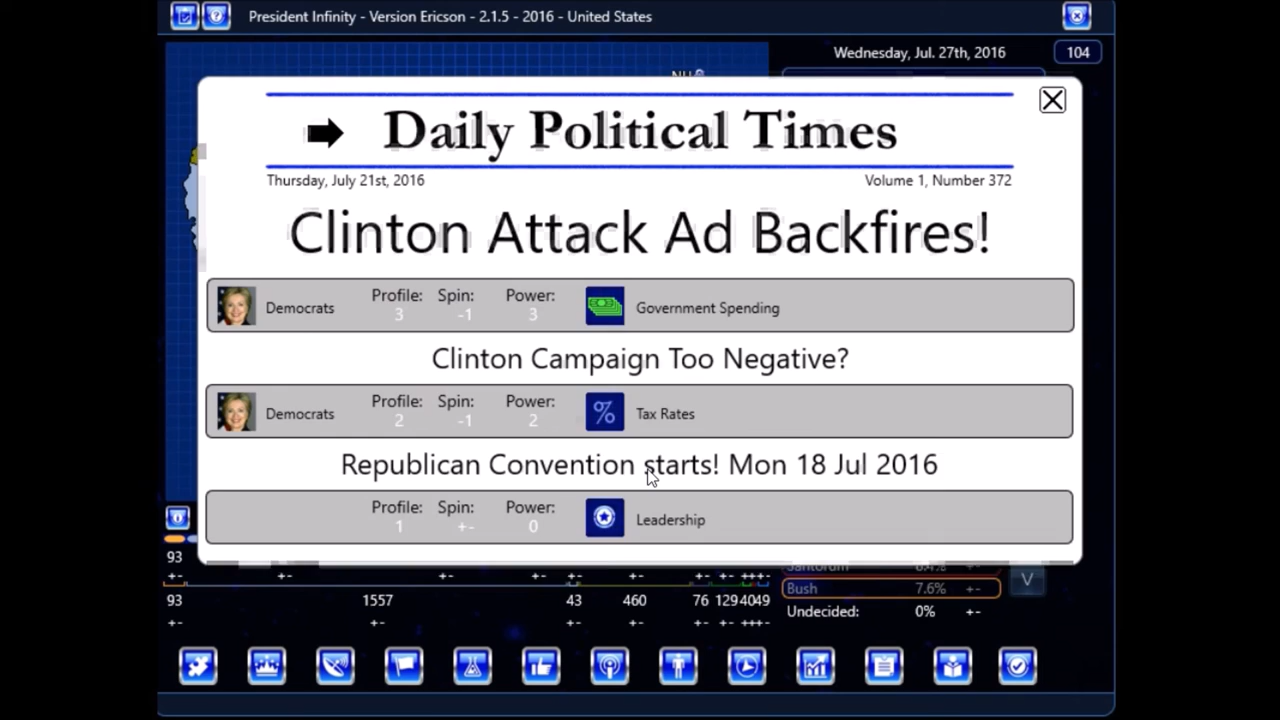 President Infinity - Version Ericson - 2.1.5 - 2016 - United States
Wednesday, Jul. 27th, 2016 104
Daily Political Times
Thursday, July 21st, 2016 Volume 1, Number 372
Clinton Attack Ad Backfires!
Democrats Profile: 3 Spin: -1 Power: 3 Government Spending
Clinton Campaign Too Negative?
Democrats Profile: 2 Spin: -1 Power: 2 Tax Rates
Republican Convention starts! Mon 18 Jul 2016
Profile: 1 Spin: +- Power: 0 Leadership
93
+- +- +- +- +- +- +- +-
Santorum
Bush 7.6% +- V
93 1557 43 460 76 129 40 49
Undecided: 0% +-
+- +- +- +- +-